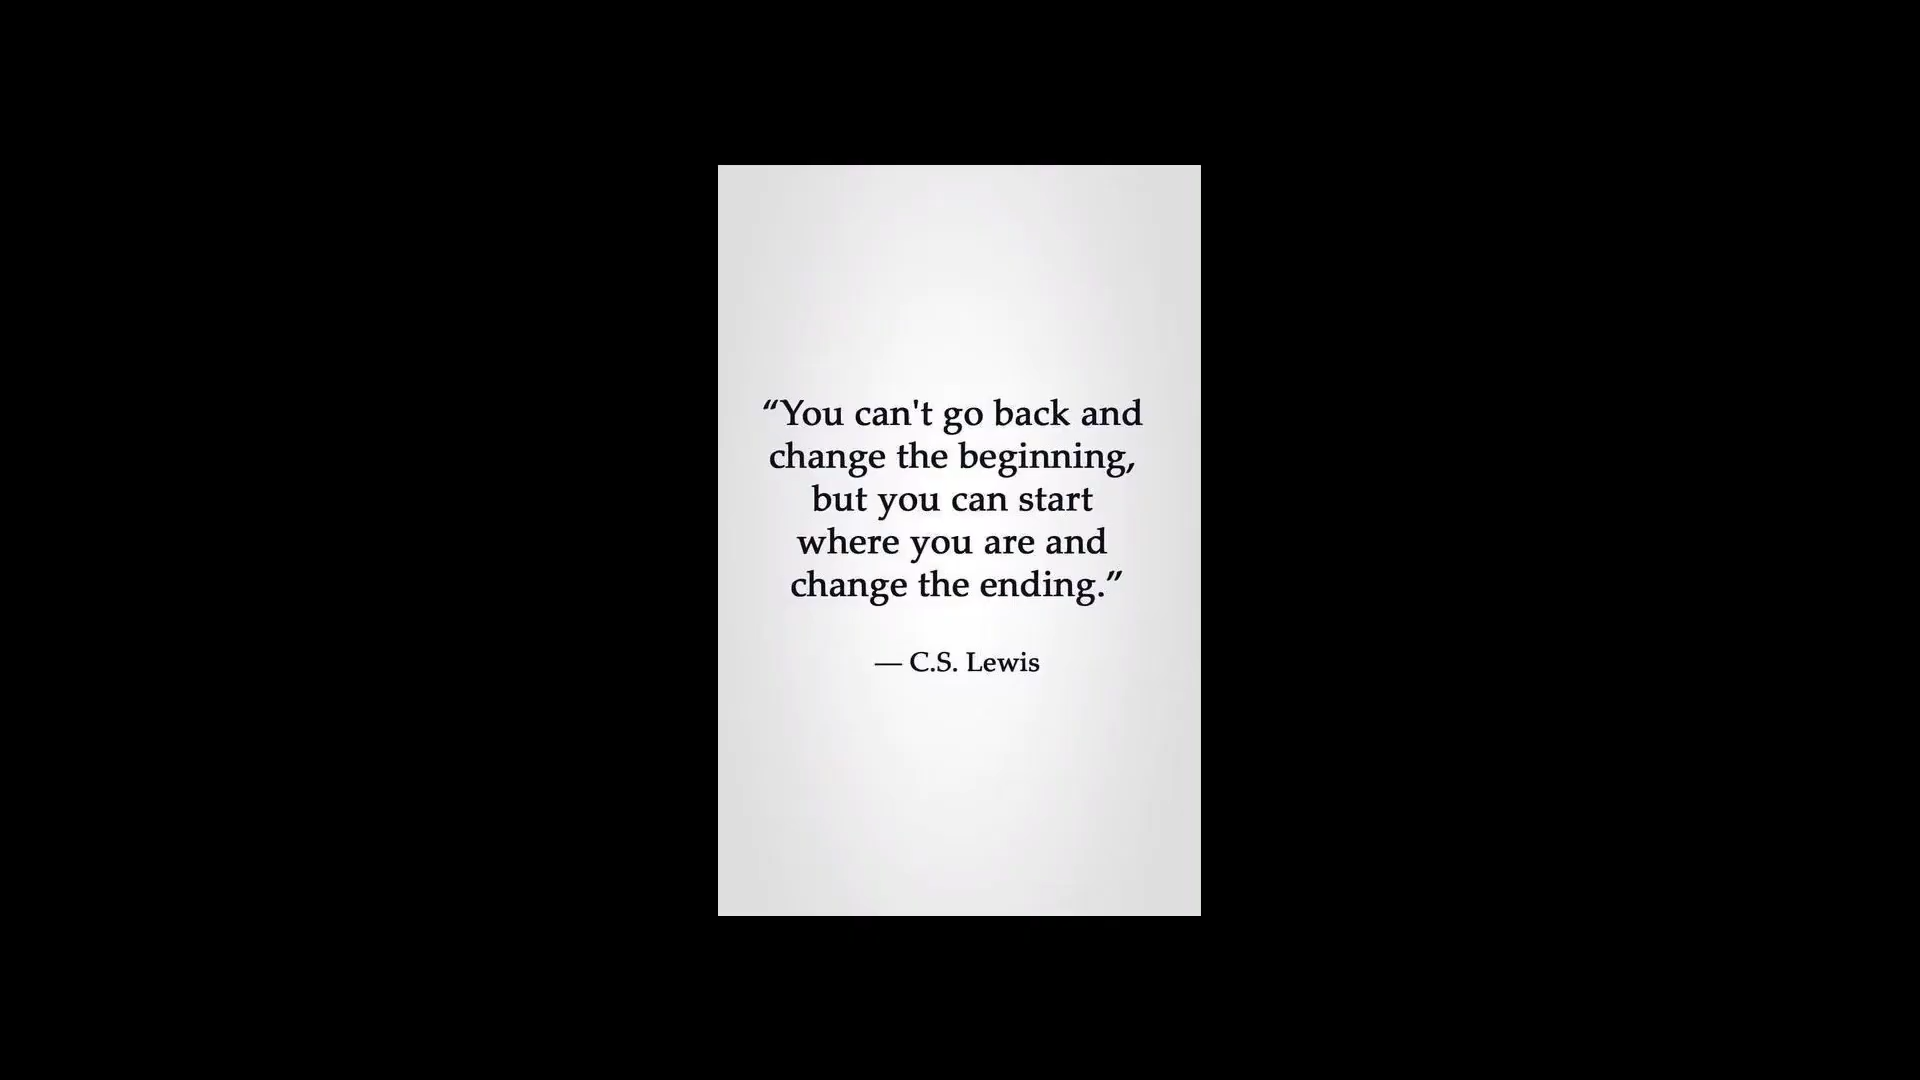 “You can't go back and
change the beginning,
but you can start
where you are and
change the ending.”
— C.S. Lewis